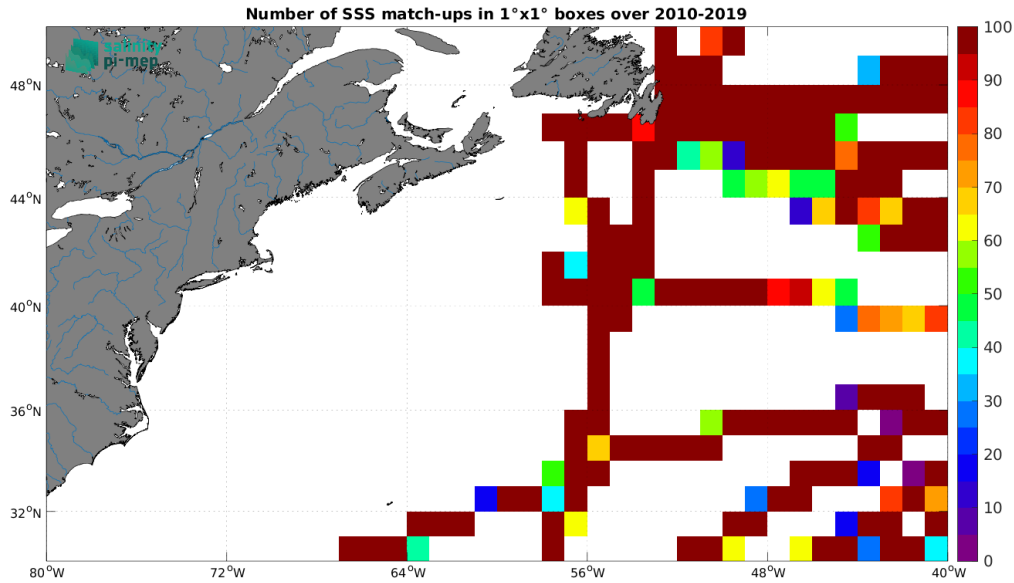 Number of SSS match-ups in 1°x1° boxes over 2010-2019
salinity
pi-mep
48°N
44°N
40°N
36°N
32°N
80°W
72°W
64°W
56°W
48°W
40°W
100
90
80
70
60
50
40
30
20
10
0